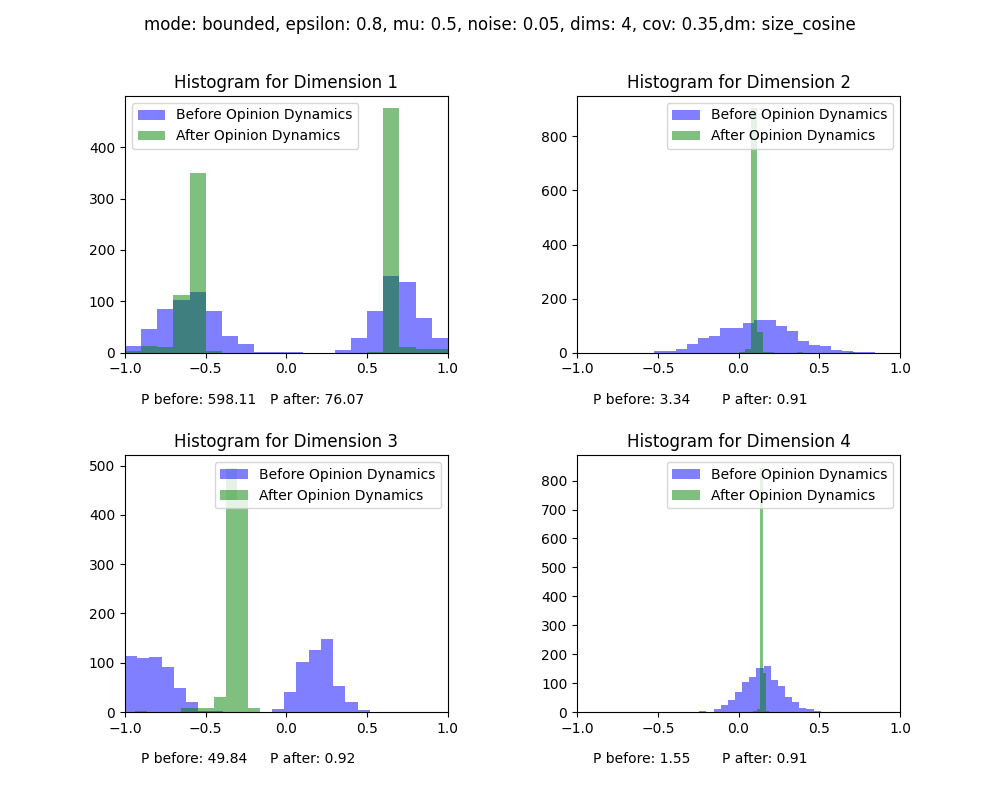 mode: bounded, epsilon: 0.8, mu: 0.5, noise: 0.05, dims: 4, cov: 0.35,dm: size_cosine
Histogram for Dimension 1
Before Opinion Dynamics
After Opinion Dynamics
400
300
200
100
0
−1.0 −0.5 0.0 0.5 1.0
P before: 598.11 P after: 76.07
Histogram for Dimension 2
Before Opinion Dynamics
After Opinion Dynamics
800
600
400
200
0
−1.0 −0.5 0.0 0.5 1.0
P before: 3.34 P after: 0.91
Histogram for Dimension 3
Before Opinion Dynamics
After Opinion Dynamics
500
400
300
200
100
0
−1.0 −0.5 0.0 0.5 1.0
P before: 49.84 P after: 0.92
Histogram for Dimension 4
Before Opinion Dynamics
After Opinion Dynamics
800
700
600
500
400
300
200
100
0
−1.0 −0.5 0.0 0.5 1.0
P before: 1.55 P after: 0.91